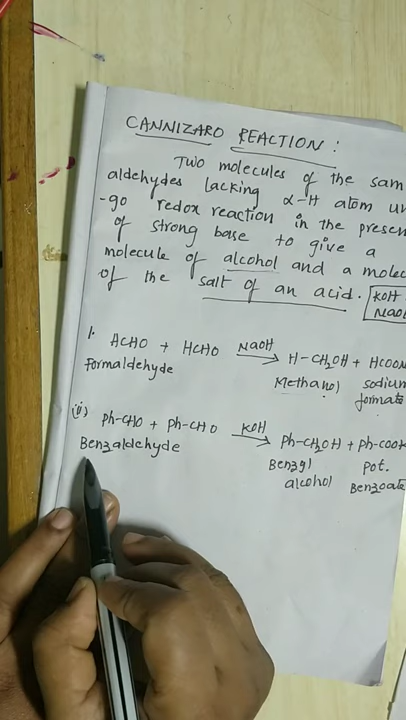 CANNIZARO REACTION :
Two molecules of the sam
aldehydes lacking α-H atom un
-go redox reaction in the presen
of strong base to give a
molecule of alcohol and a molec
of the salt of an acid. KOH
NaOH
1. HCHO + HCHO NaOH → H-CH2OH + HCOON
Formaldehyde Methanol sodium
formate
(ii) Ph-CHO + Ph-CHO KOH → Ph-CH2OH + Ph-COOK
Benzaldehyde Benzyl pot.
alcohol Benzoate